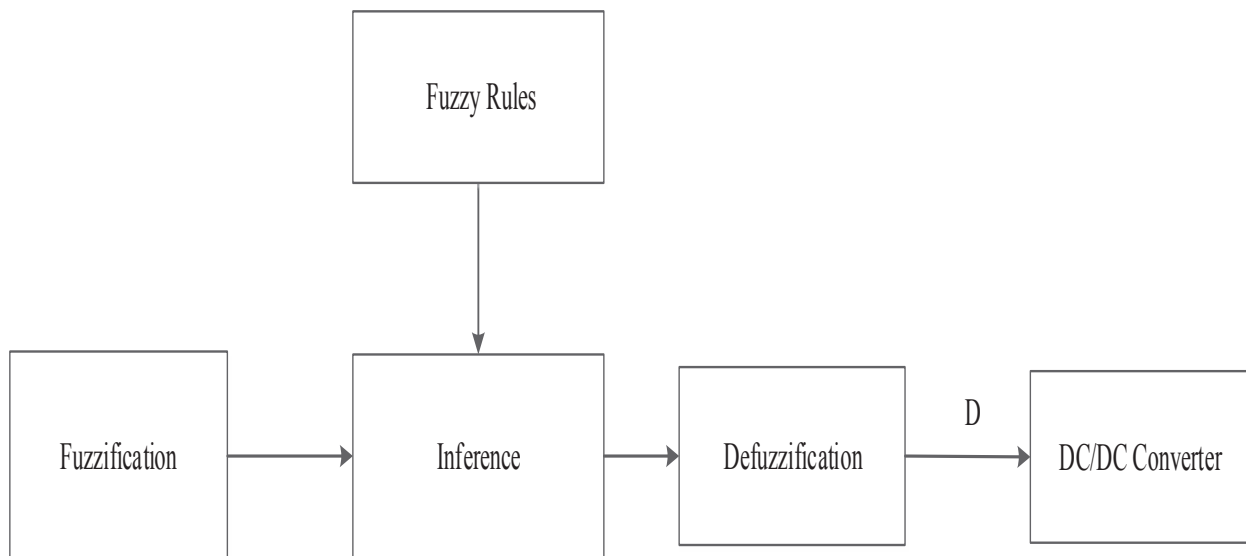 Fuzzy Rules
Fuzzification
Inference
Defuzzification
D
DC/DC Converter